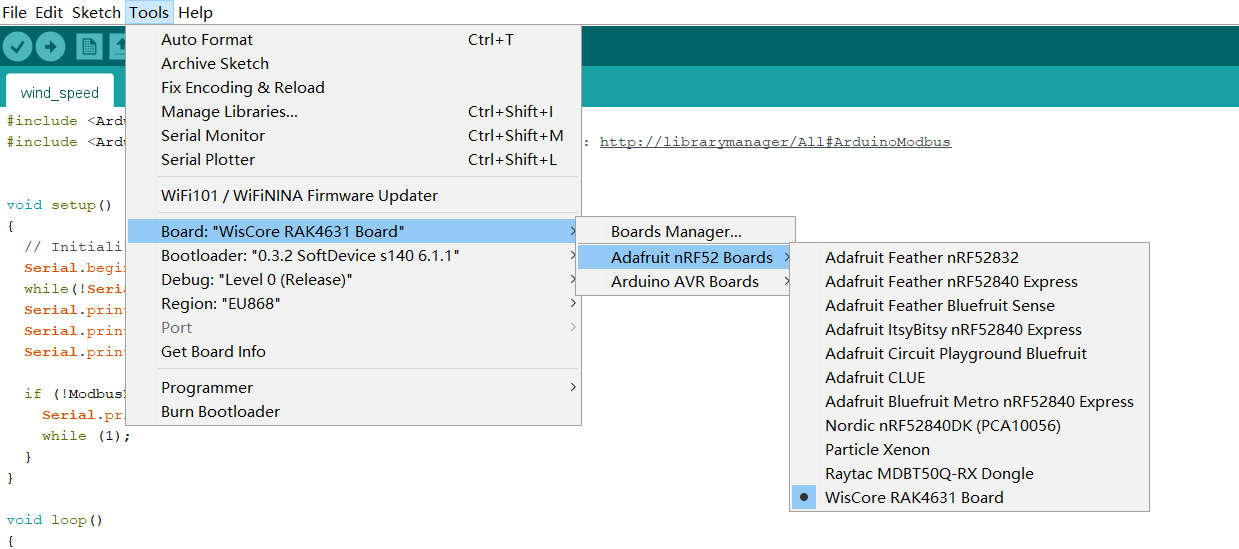 File Edit Sketch Tools Help
wind_speed
Auto Format Ctrl+T
Archive Sketch
Fix Encoding & Reload
Manage Libraries... Ctrl+Shift+I
Serial Monitor Ctrl+Shift+M
Serial Plotter Ctrl+Shift+L
WiFi101 / WiFiNINA Firmware Updater
Board: "WisCore RAK4631 Board"
Bootloader: "0.3.2 SoftDevice s140 6.1.1"
Debug: "Level 0 (Release)"
Region: "EU868"
Port
Get Board Info
Programmer
Burn Bootloader
Boards Manager...
Adafruit nRF52 Boards
Arduino AVR Boards
Adafruit Feather nRF52832
Adafruit Feather nRF52840 Express
Adafruit Feather Bluefruit Sense
Adafruit ItsyBitsy nRF52840 Express
Adafruit Circuit Playground Bluefruit
Adafruit CLUE
Adafruit Bluefruit Metro nRF52840 Express
Nordic nRF52840DK (PCA10056)
Particle Xenon
Raytac MDBT50Q-RX Dongle
WisCore RAK4631 Board
#include <Ardu
#include <Ardu : http://librarymanager/All#ArduinoModbus
void setup()
{
// Initiali
Serial.begin
while(!Seria
Serial.print
Serial.print
Serial.print
if (!Modbus
Serial.pri
while (1);
}
}
void loop()
{